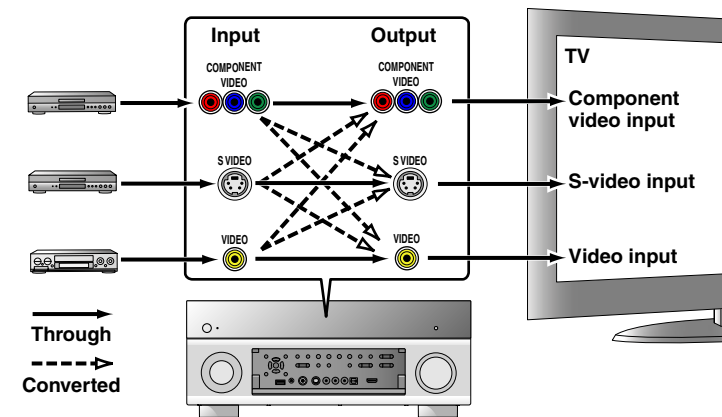 Input
Output
COMPONENT
VIDEO
COMPONENT
VIDEO
TV
Component
video input
S VIDEO
S VIDEO
S-video input
VIDEO
VIDEO
Video input
Through
Converted